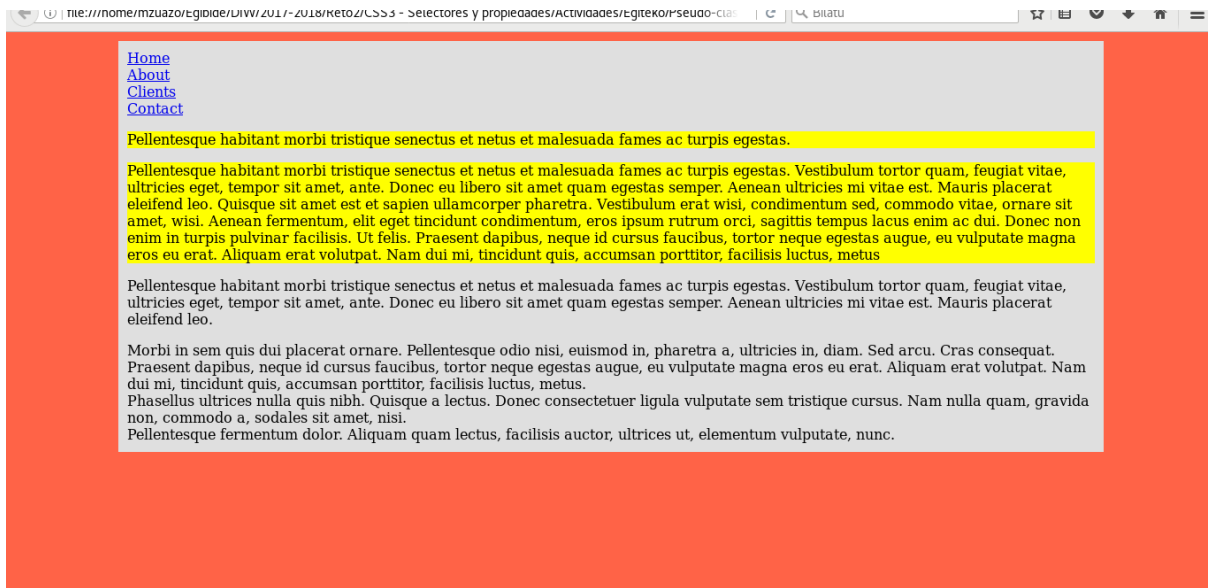 file:///home/mzuazo/Egibide/DIW/2017-2018/Reto2/CSS3 - Selectores y propiedades/Actividades/Egiteko/Pseudo-clas
Bilatu
Home
About
Clients
Contact
Pellentesque habitant morbi tristique senectus et netus et malesuada fames ac turpis egestas.
Pellentesque habitant morbi tristique senectus et netus et malesuada fames ac turpis egestas. Vestibulum tortor quam, feugiat vitae,
ultricies eget, tempor sit amet, ante. Donec eu libero sit amet quam egestas semper. Aenean ultricies mi vitae est. Mauris placerat
eleifend leo. Quisque sit amet est et sapien ullamcorper pharetra. Vestibulum erat wisi, condimentum sed, commodo vitae, ornare sit
amet, wisi. Aenean fermentum, elit eget tincidunt condimentum, eros ipsum rutrum orci, sagittis tempus lacus enim ac dui. Donec non
enim in turpis pulvinar facilisis. Ut felis. Praesent dapibus, neque id cursus faucibus, tortor neque egestas augue, eu vulputate magna
eros eu erat. Aliquam erat volutpat. Nam dui mi, tincidunt quis, accumsan porttitor, facilisis luctus, metus
Pellentesque habitant morbi tristique senectus et netus et malesuada fames ac turpis egestas. Vestibulum tortor quam, feugiat vitae,
ultricies eget, tempor sit amet, ante. Donec eu libero sit amet quam egestas semper. Aenean ultricies mi vitae est. Mauris placerat
eleifend leo.
Morbi in sem quis dui placerat ornare. Pellentesque odio nisi, euismod in, pharetra a, ultricies in, diam. Sed arcu. Cras consequat.
Praesent dapibus, neque id cursus faucibus, tortor neque egestas augue, eu vulputate magna eros eu erat. Aliquam erat volutpat. Nam
dui mi, tincidunt quis, accumsan porttitor, facilisis luctus, metus.
Phasellus ultrices nulla quis nibh. Quisque a lectus. Donec consectetuer ligula vulputate sem tristique cursus. Nam nulla quam, gravida
non, commodo a, sodales sit amet, nisi.
Pellentesque fermentum dolor. Aliquam quam lectus, facilisis auctor, ultrices ut, elementum vulputate, nunc.